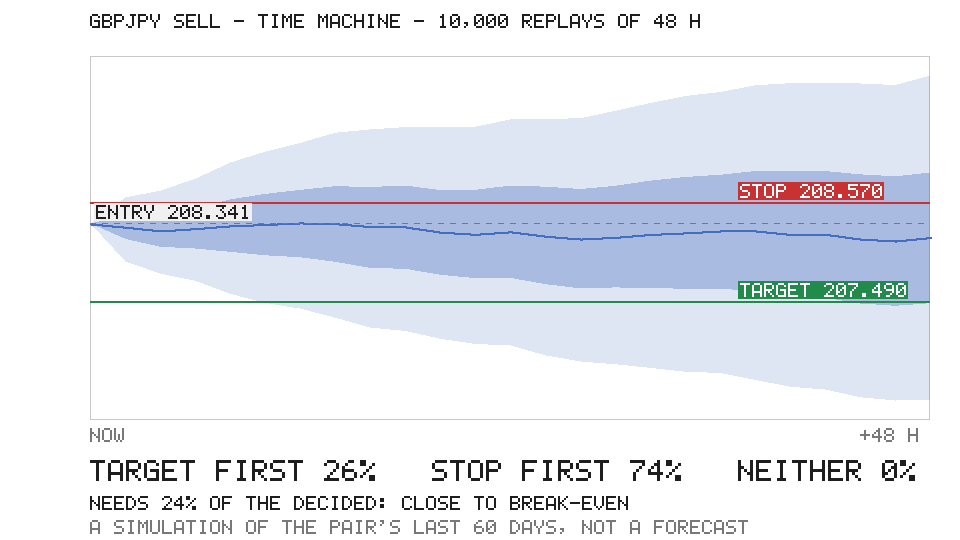 GBPJPY SELL – TIME MACHINE – 10,000 REPLAYS OF 48 H
STOP 208.570
ENTRY 208.341
TARGET 207.490
NOW +48 H
TARGET FIRST 26% STOP FIRST 74% NEITHER 0%
NEEDS 24% OF THE DECIDED: CLOSE TO BREAK-EVEN
A SIMULATION OF THE PAIR'S LAST 60 DAYS, NOT A FORECAST